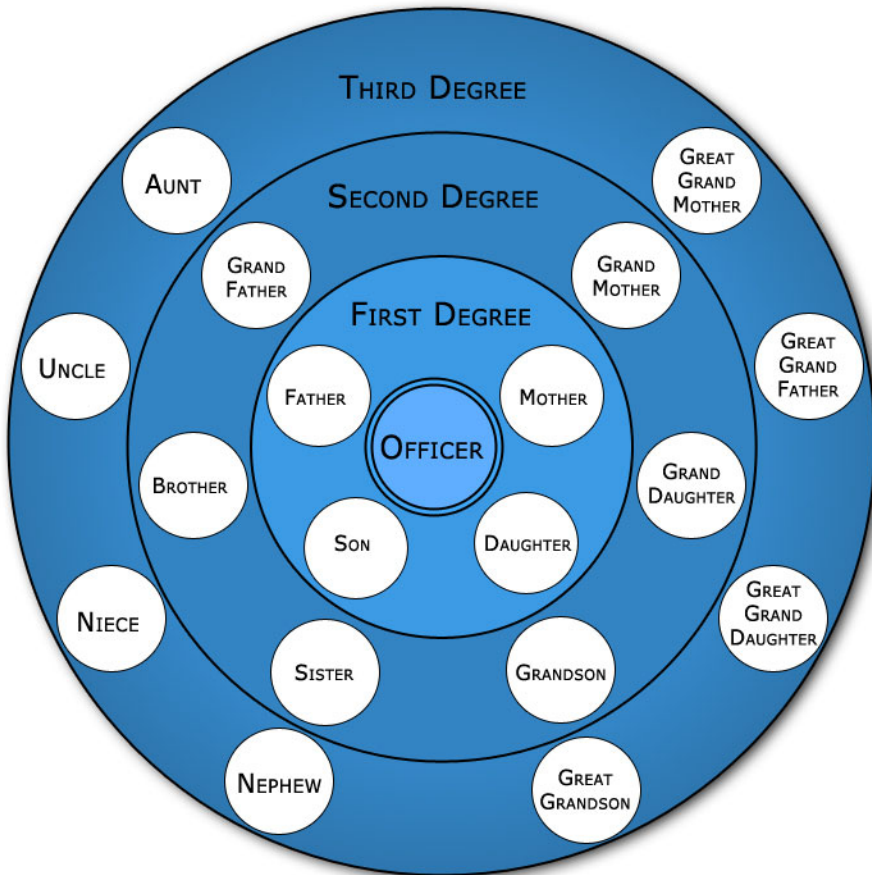 Third Degree
Aunt
Great
Grand
Mother
Second Degree
Grand
Father
Grand
Mother
First Degree
Uncle
Great
Grand
Father
Father
Mother
Officer
Brother
Grand
Daughter
Son
Daughter
Niece
Great
Grand
Daughter
Sister
Grandson
Nephew
Great
Grandson